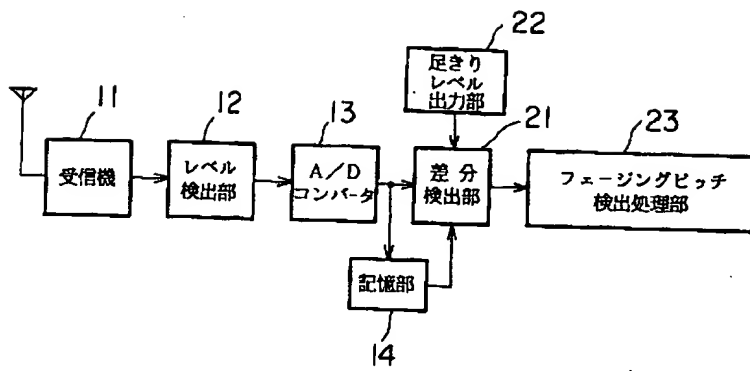 22
足きり
レベル
出力部
11
12
13
21
23
受信機
レベル
検出部
A/D
コンバータ
差分
検出部
フェージングピッチ
検出処理部
記憶部
14